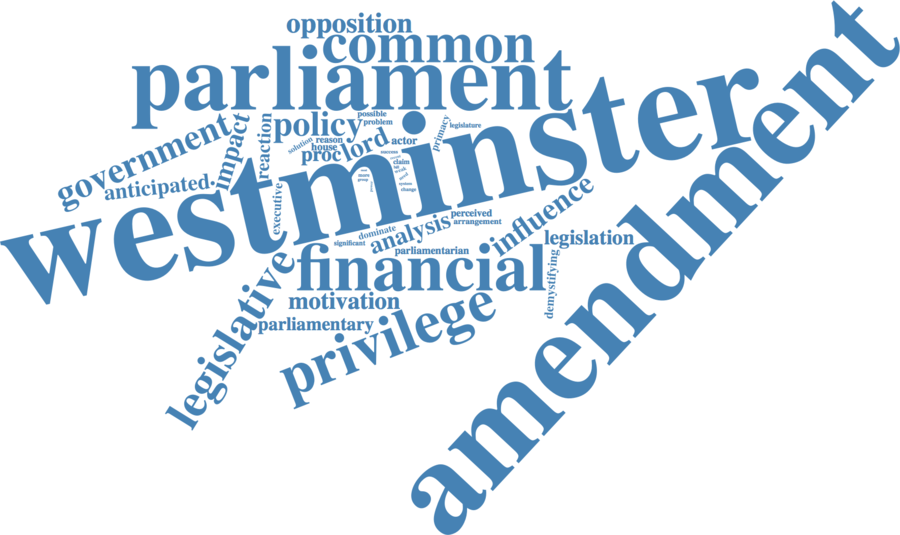 opposition
common
parliament
amendment
westminster
possible
problem
policy
legislature
primacy
government
impact
reaction
solution
reason
house
lord
actor
proc
success
claim
weak
system
change
group
anticipated
executive
perceived
arrangement
influence
analysis
dominate
significant
parliamentarian
legislation
financial
demystifying
legislative
motivation
parliamentary
privilege